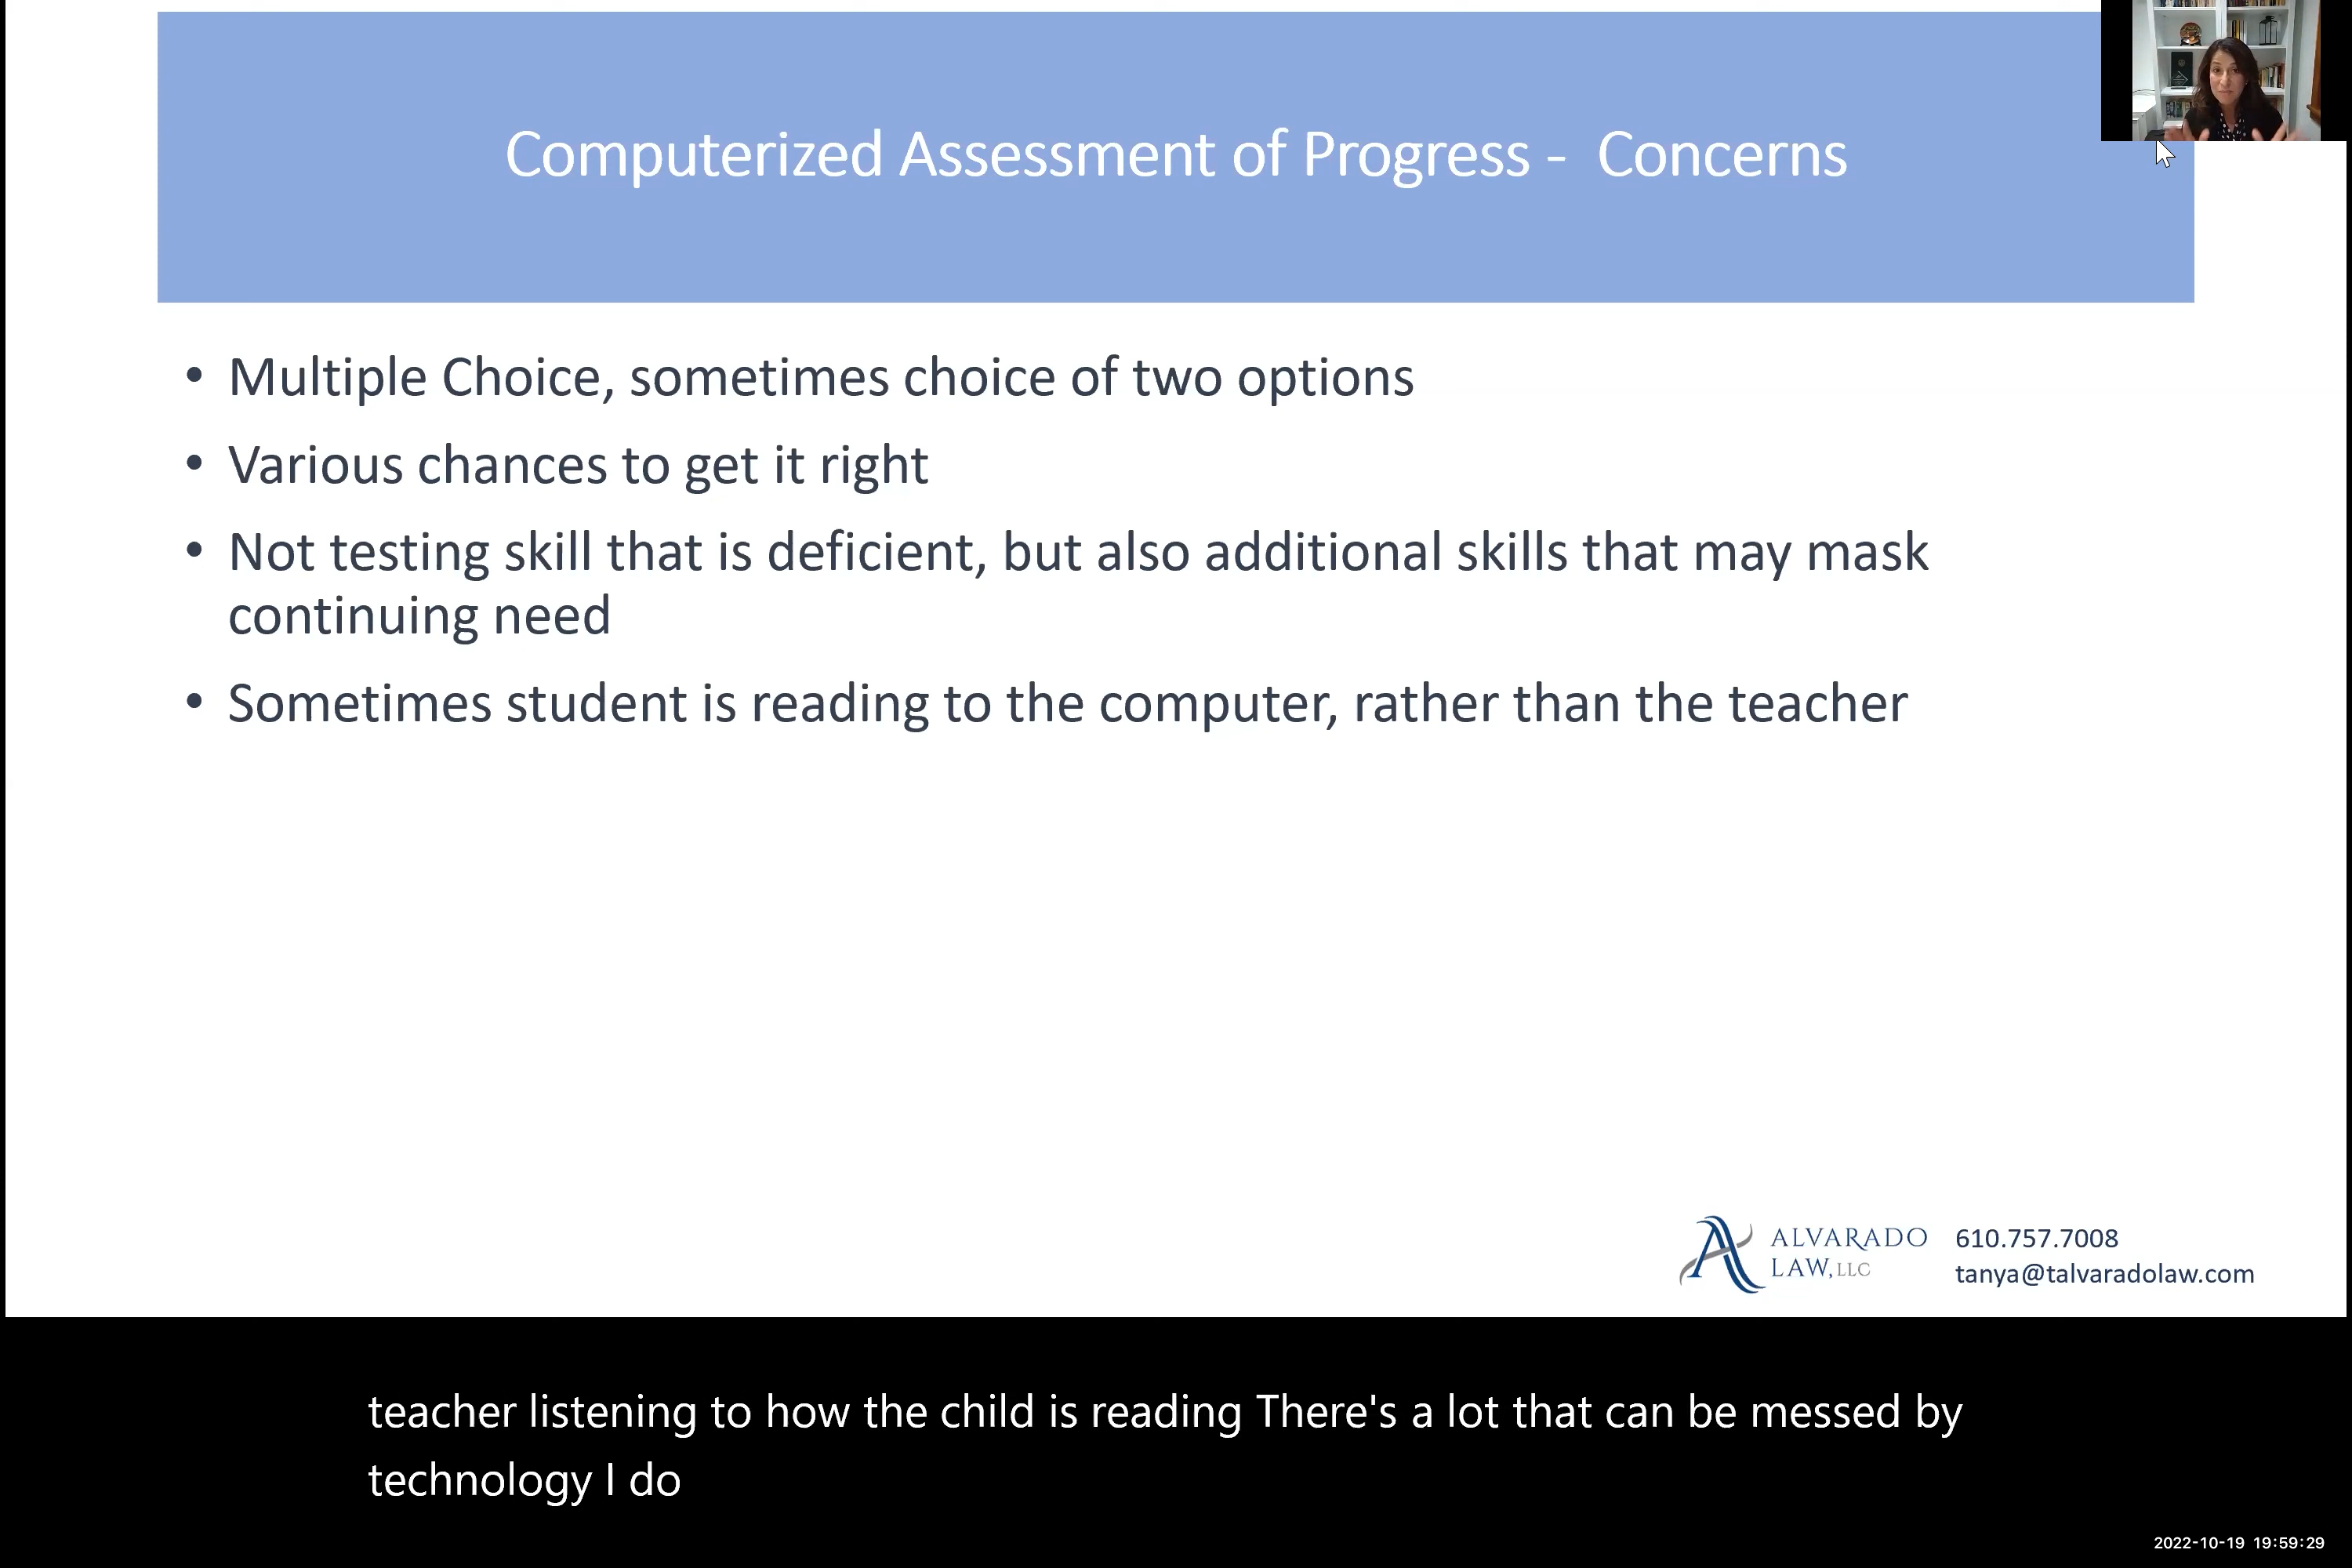 Computerized Assessment of Progress - Concerns
• Multiple Choice, sometimes choice of two options
• Various chances to get it right
• Not testing skill that is deficient, but also additional skills that may mask
continuing need
• Sometimes student is reading to the computer, rather than the teacher
ALVARADO
LAW, LLC
610.757.7008
tanya@talvaradolaw.com
teacher listening to how the child is reading There's a lot that can be messed by
technology I do
2022-10-19 19:59:29